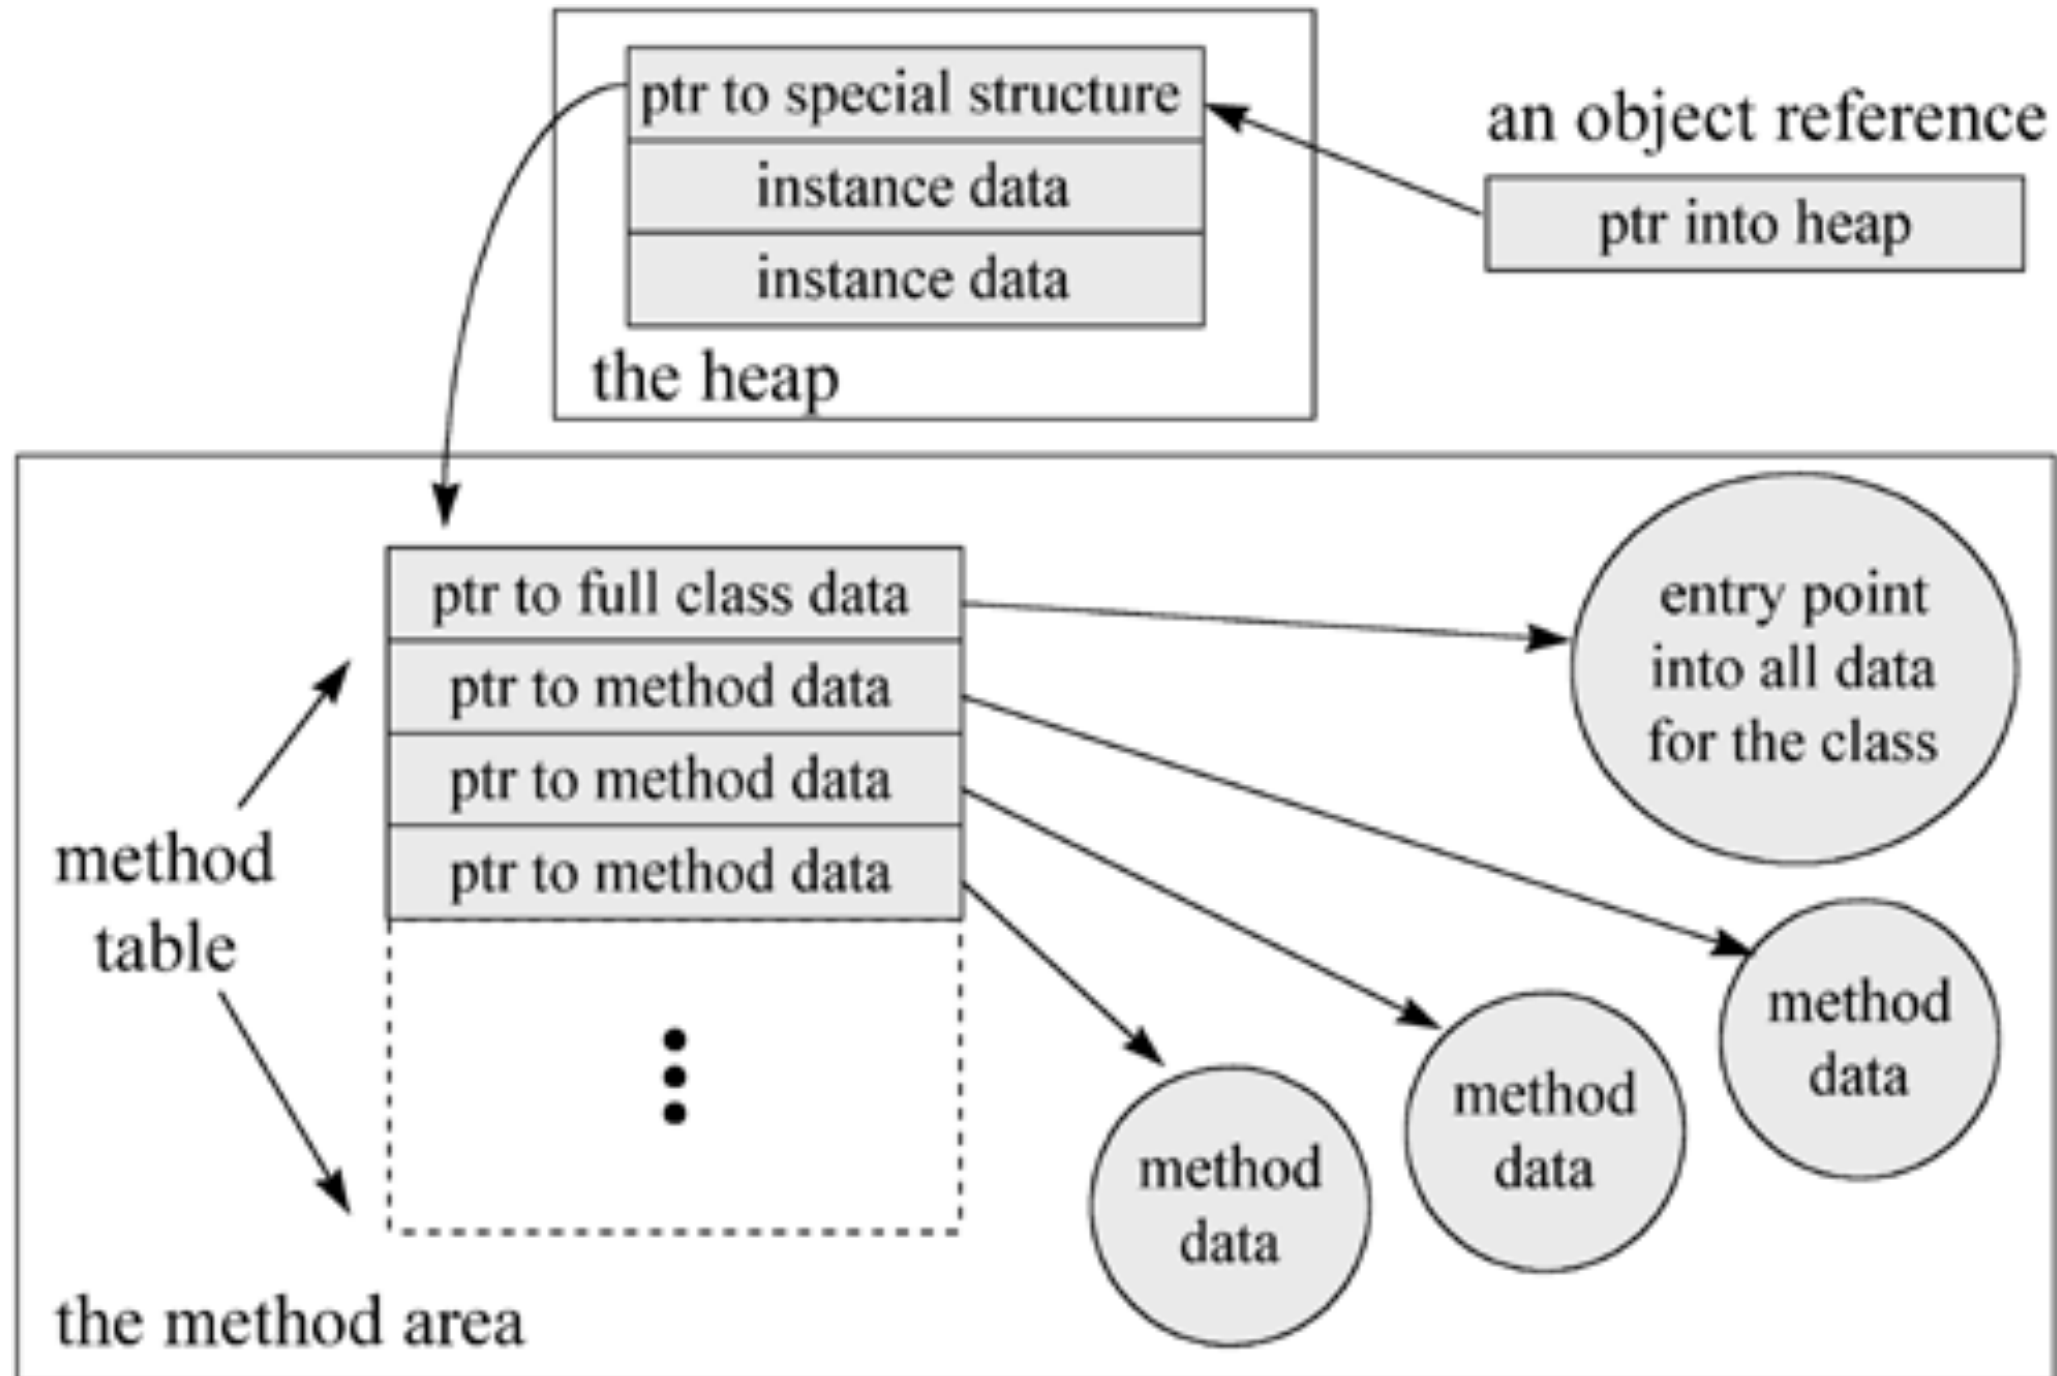 ptr to special structure
instance data
instance data
the heap
an object reference
ptr into heap
ptr to full class data
ptr to method data
ptr to method data
ptr to method data
method
table
entry point
into all data
for the class
method
data
method
data
method
data
the method area